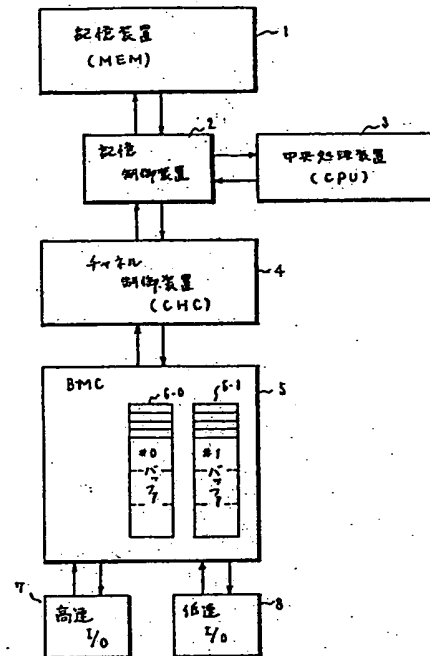 記憶装置
(MEM)
1
2
記憶
制御装置
3
中央処理装置
(CPU)
チャネル
制御装置
(CHC)
4
BMC
5
6-0
6-1
#0
バッファ
#1
バッファ
7
高速
I/O
低速
I/O
8